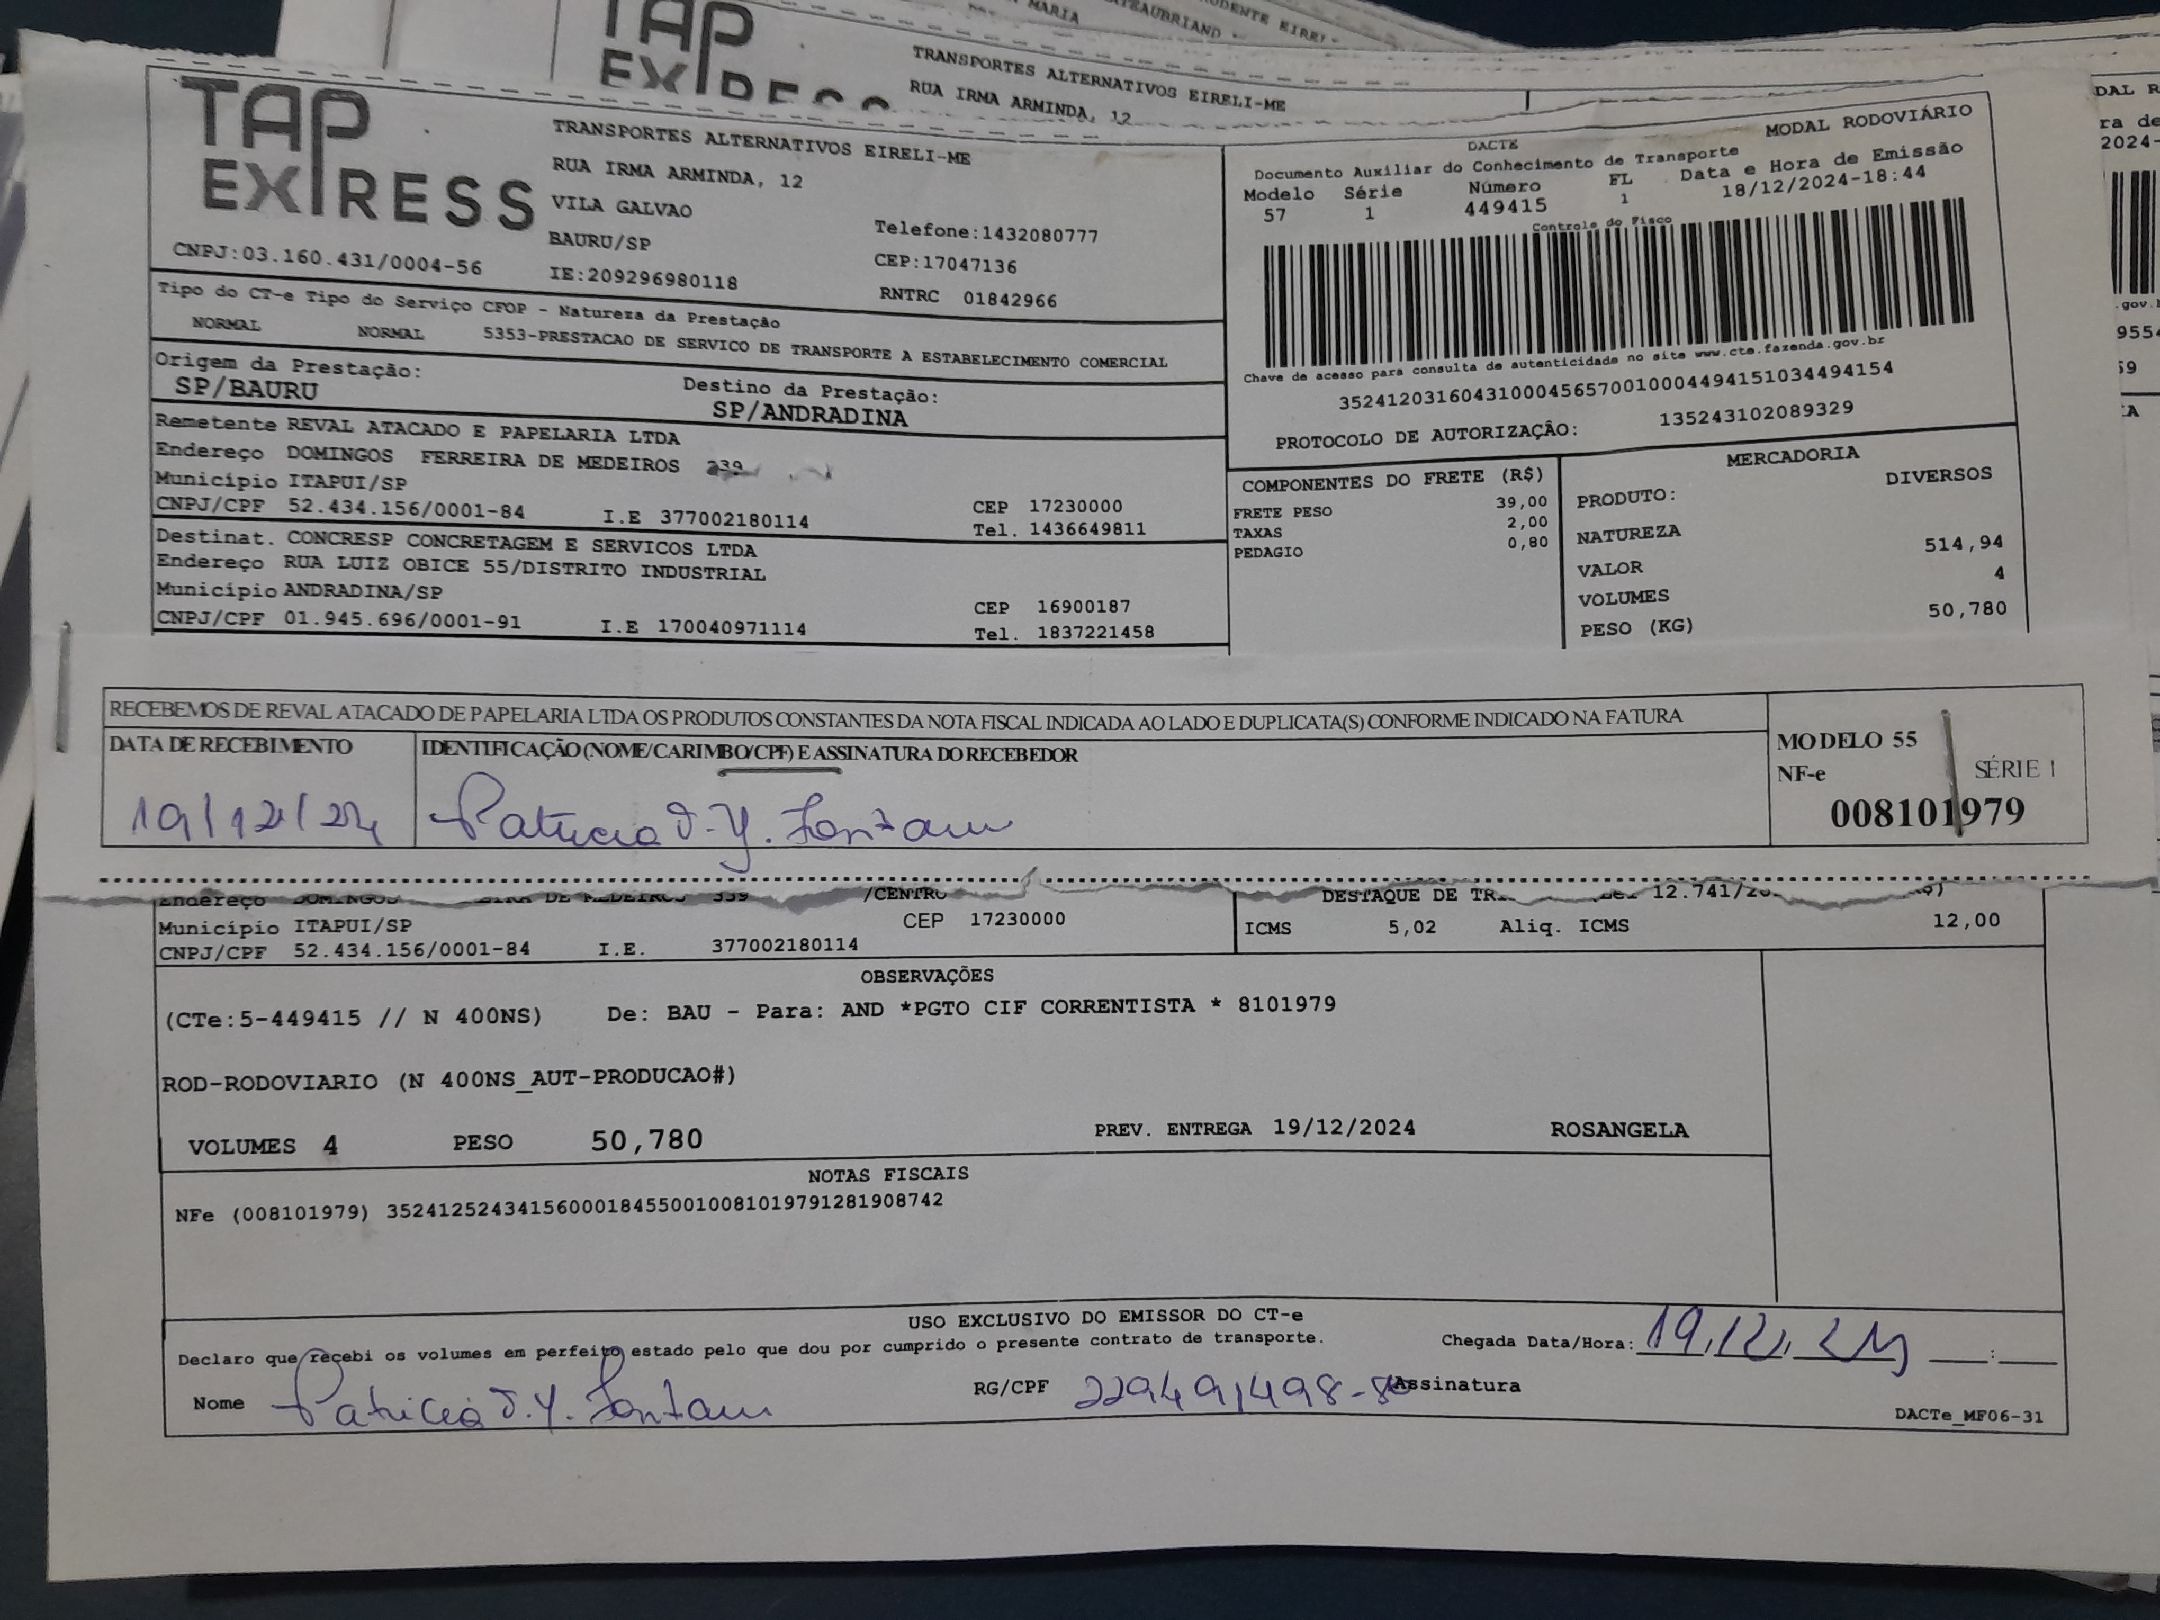 MARIA
TRANSPORTES ALTERNATIVOS EIRELI-ME
RUA IRMA ARMINDA, 12
TAP
EXPRESS
TRANSPORTES ALTERNATIVOS EIRELI-ME
RUA IRMA ARMINDA, 12
VILA GALVAO
BAURU/SP
Telefone:1432080777
CEP:17047136
CNPJ:03.160.431/0004-56
IE:209296980118
RNTRC 01842966
DACTE
MODAL RODOVIÁRIO
Documento Auxiliar do Conhecimento de Transporte
Modelo Série Número FL Data e Hora de Emissão
57 1 449415 1 18/12/2024-18:44
Controle do Fisco
Chave de acesso para consulta de autenticidade no site www.cte.fazenda.gov.br
35241203160431000456570010004494151034494154
PROTOCOLO DE AUTORIZAÇÃO: 135243102089329
Tipo do CT-e Tipo do Serviço CFOP - Natureza da Prestação
NORMAL NORMAL 5353-PRESTACAO DE SERVICO DE TRANSPORTE A ESTABELECIMENTO COMERCIAL
Origem da Prestação: Destino da Prestação:
SP/BAURU SP/ANDRADINA
Remetente REVAL ATACADO E PAPELARIA LTDA
Endereço DOMINGOS FERREIRA DE MEDEIROS
Município ITAPUI/SP CEP 17230000
CNPJ/CPF 52.434.156/0001-84 I.E 377002180114 Tel. 1436649811
Destinat. CONCRESP CONCRETAGEM E SERVICOS LTDA
Endereço RUA LUIZ OBICE 55/DISTRITO INDUSTRIAL
Município ANDRADINA/SP CEP 16900187
CNPJ/CPF 01.945.696/0001-91 I.E 170040971114 Tel. 1837221458
COMPONENTES DO FRETE (R$)
FRETE PESO 39,00
TAXAS 2,00
PEDAGIO 0,80
MERCADORIA
PRODUTO: DIVERSOS
NATUREZA
VALOR 514,94
VOLUMES 4
PESO (KG) 50,780
RECEBEMOS DE REVAL ATACADO DE PAPELARIA LTDA OS PRODUTOS CONSTANTES DA NOTA FISCAL INDICADA AO LADO E DUPLICATA(S) CONFORME INDICADO NA FATURA
DATA DE RECEBIMENTO
IDENTIFICAÇÃO (NOME/CARIMBO/CPF) E ASSINATURA DO RECEBEDOR
MODELO 55
NF-e SÉRIE 1
008101979
19/12/24
Patricia
/CENTRO
DESTAQUE DE
Município ITAPUI/SP CEP 17230000
CNPJ/CPF 52.434.156/0001-84 I.E. 377002180114
ICMS 5,02 Aliq. ICMS 12,00
OBSERVAÇÕES
(CTe:5-449415 // N 400NS) De: BAU - Para: AND *PGTO CIF CORRENTISTA * 8101979
ROD-RODOVIARIO (N 400NS_AUT-PRODUCAO#)
VOLUMES 4 PESO 50,780 PREV. ENTREGA 19/12/2024 ROSANGELA
NOTAS FISCAIS
NFe (008101979) 35241252434156000184550010081019791281908742
USO EXCLUSIVO DO EMISSOR DO CT-e
Declaro que recebi os volumes em perfeito estado pelo que dou por cumprido o presente contrato de transporte.
Chegada Data/Hora: 19.12.24
Nome Patricia
RG/CPF
Assinatura
DACTe_MF06-31